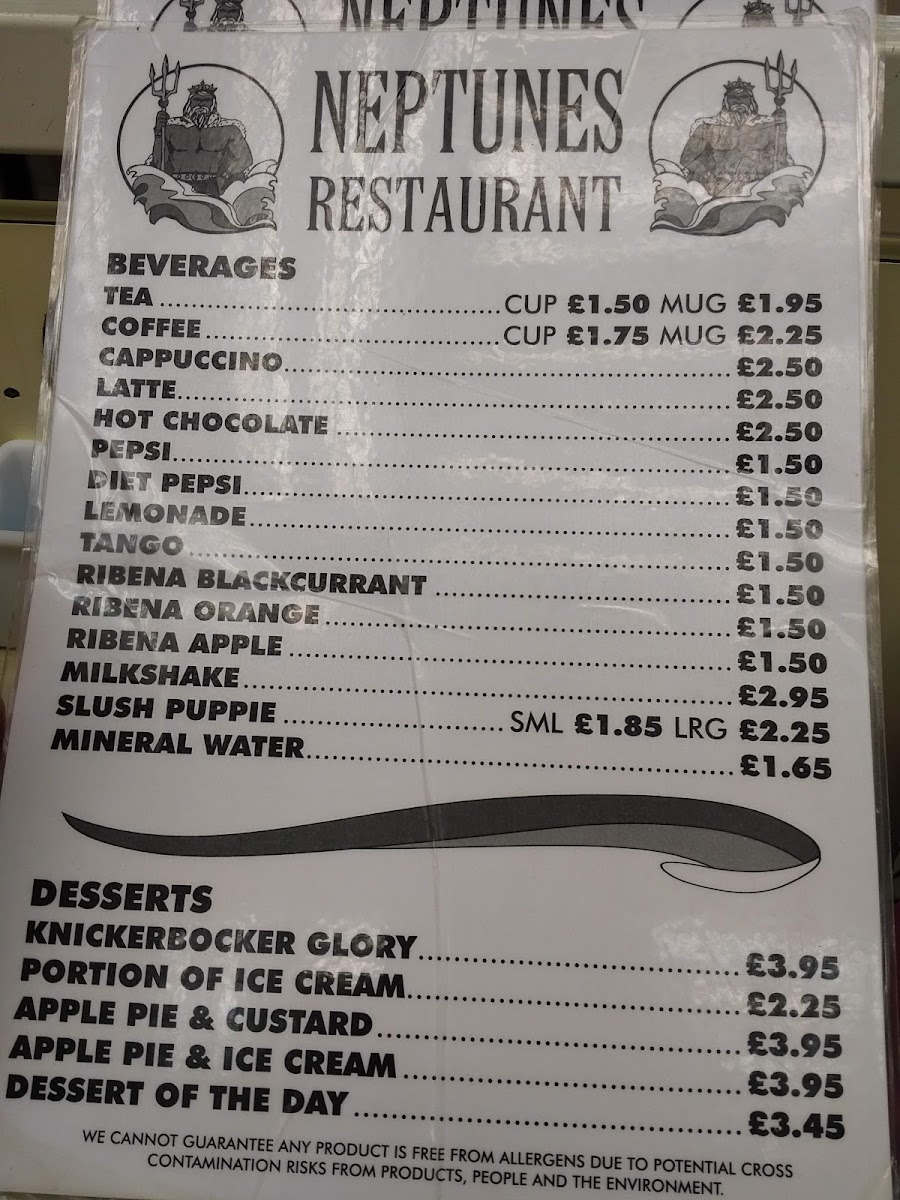 NEPTUNES
NEPTUNES
RESTAURANT
BEVERAGES
TEA CUP £1.50 MUG £1.95
COFFEE CUP £1.75 MUG £2.25
CAPPUCCINO £2.50
LATTE £2.50
HOT CHOCOLATE £2.50
PEPSI £1.50
DIET PEPSI £1.50
LEMONADE £1.50
TANGO £1.50
RIBENA BLACKCURRANT £1.50
RIBENA ORANGE £1.50
RIBENA APPLE £1.50
MILKSHAKE £2.95
SLUSH PUPPIE SML £1.85 LRG £2.25
MINERAL WATER £1.65
DESSERTS
KNICKERBOCKER GLORY £3.95
PORTION OF ICE CREAM £2.25
APPLE PIE & CUSTARD £3.95
APPLE PIE & ICE CREAM £3.95
DESSERT OF THE DAY £3.45
WE CANNOT GUARANTEE ANY PRODUCT IS FREE FROM ALLERGENS DUE TO POTENTIAL CROSS
CONTAMINATION RISKS FROM PRODUCTS, PEOPLE AND THE ENVIRONMENT.